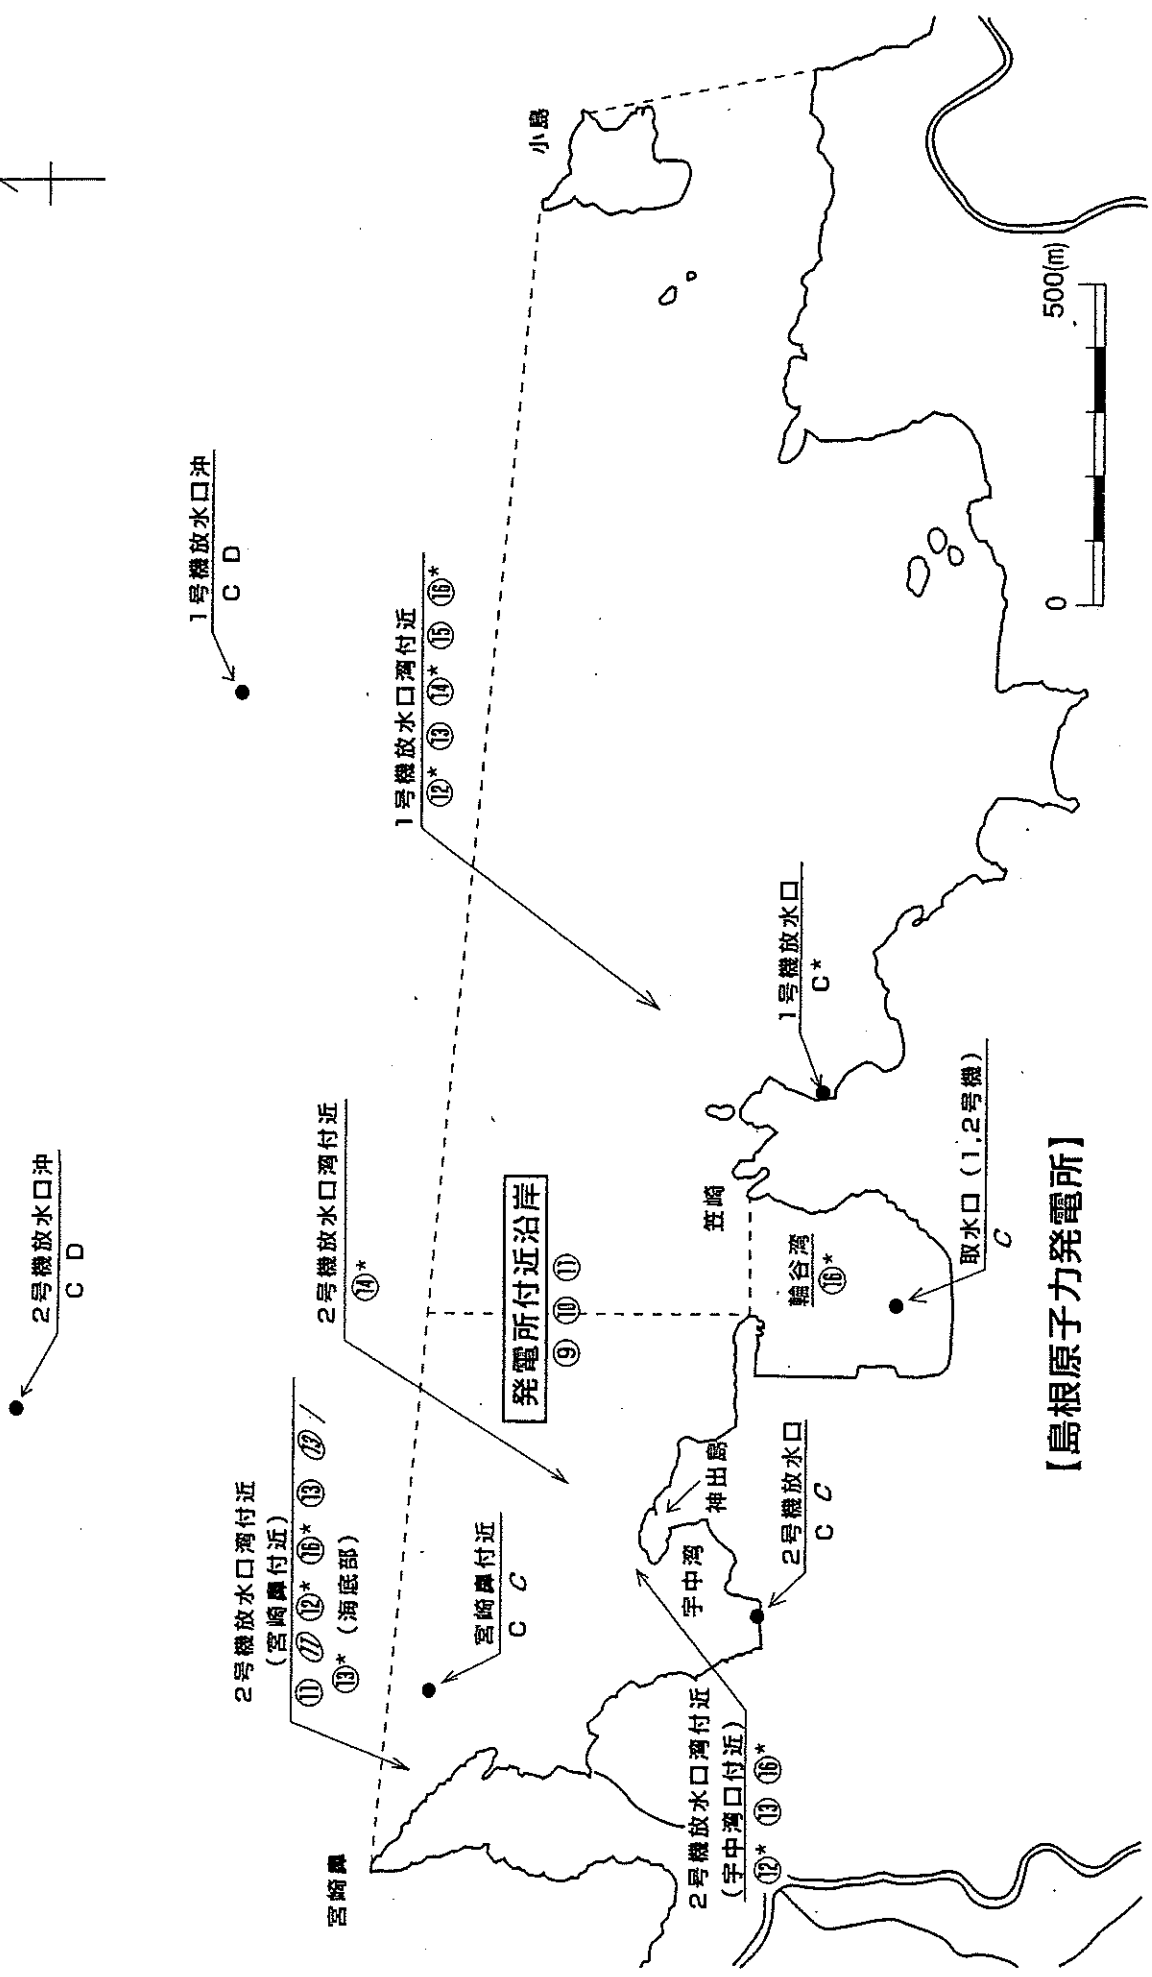 2号機放水口沖
C D
1号機放水口沖
C D
2号機放水口湾付近
(宮崎鼻付近)
⑪ ⑪ ⑫* ⑯* ⑬ ⑬ /
⑬* (海底部)
2号機放水口湾付近
⑭*
1号機放水口湾付近
⑫* ⑬ ⑭* ⑮ ⑯*
宮崎鼻
宮崎鼻付近
C C
発電所付近沿岸
⑨ ⑩ ⑪
小島
2号機放水口湾付近
(宇中湾口付近)
⑫* ⑬ ⑯*
宇中湾
神出島
笠崎
2号機放水口
C C
輪谷湾
⑯*
1号機放水口
C*
取水口 (1,2号機)
C
【島根原子力発電所】
0
500(m)